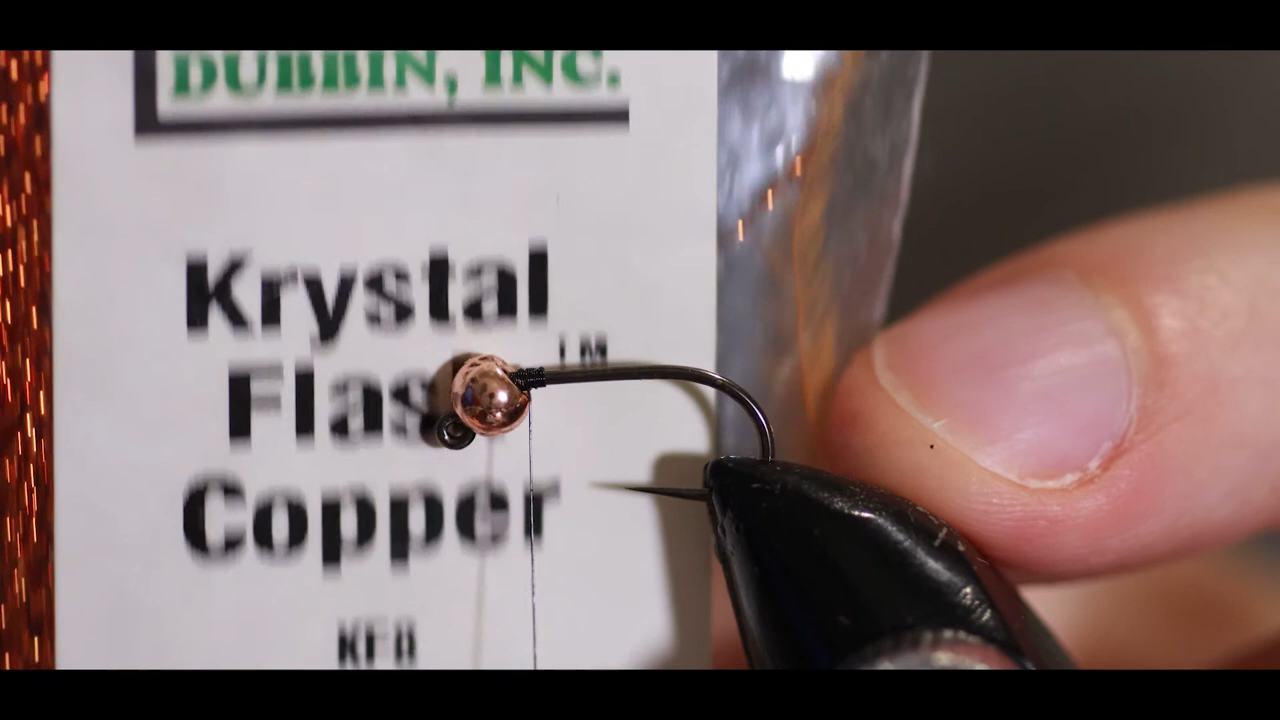 DUBBIN, INC.
Krystal
Flas
TM
Copper